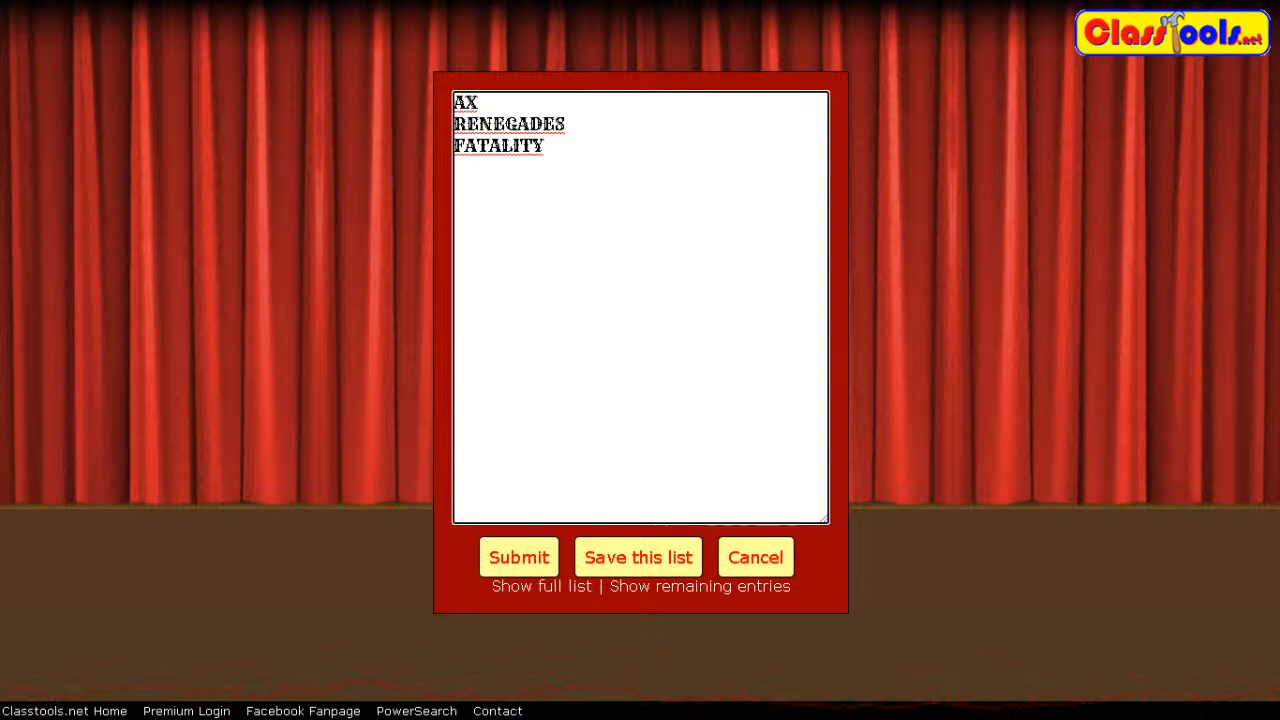 ClassTools.net
AX
RENEGADES
FATALITY
Submit Save this list Cancel
Show full list | Show remaining entries
Classtools.net Home Premium Login Facebook Fanpage PowerSearch Contact